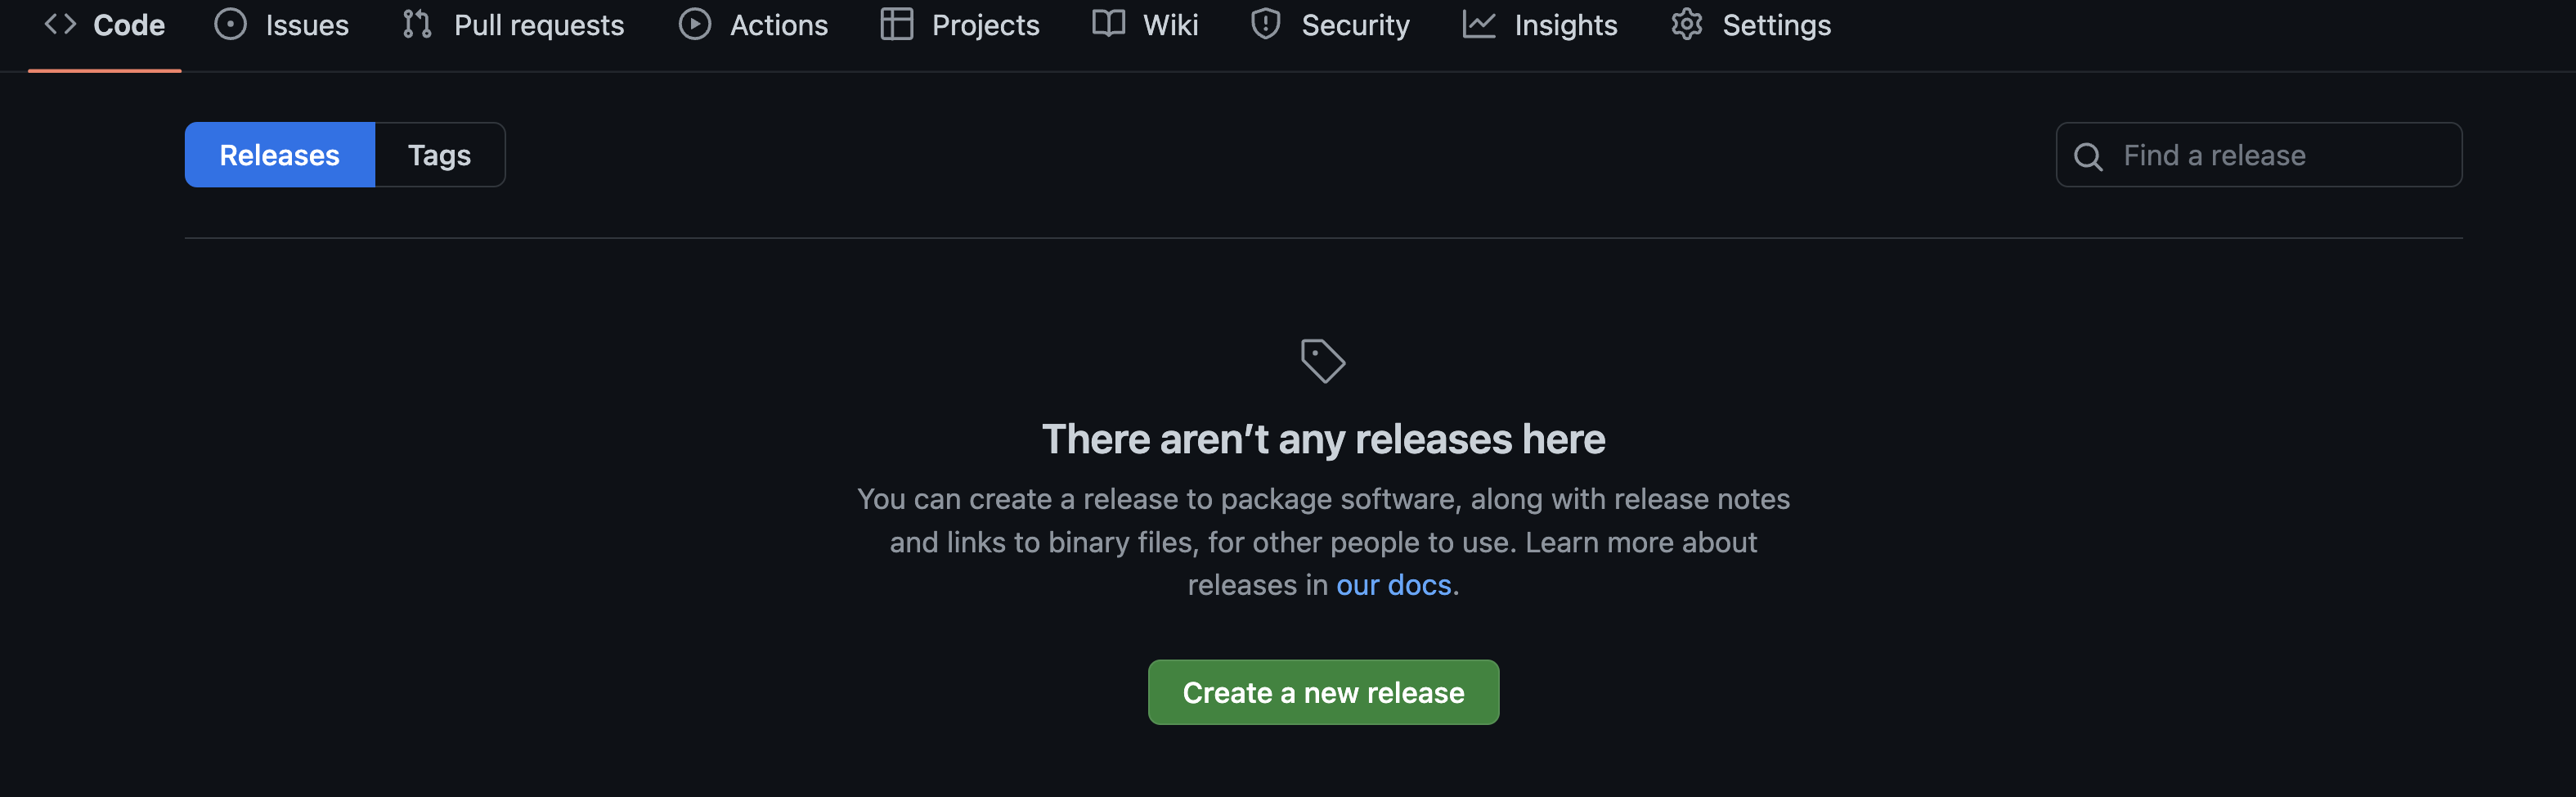 Code Issues Pull requests Actions Projects Wiki Security Insights Settings
Releases Tags Find a release
There aren't any releases here
You can create a release to package software, along with release notes
and links to binary files, for other people to use. Learn more about
releases in our docs.
Create a new release